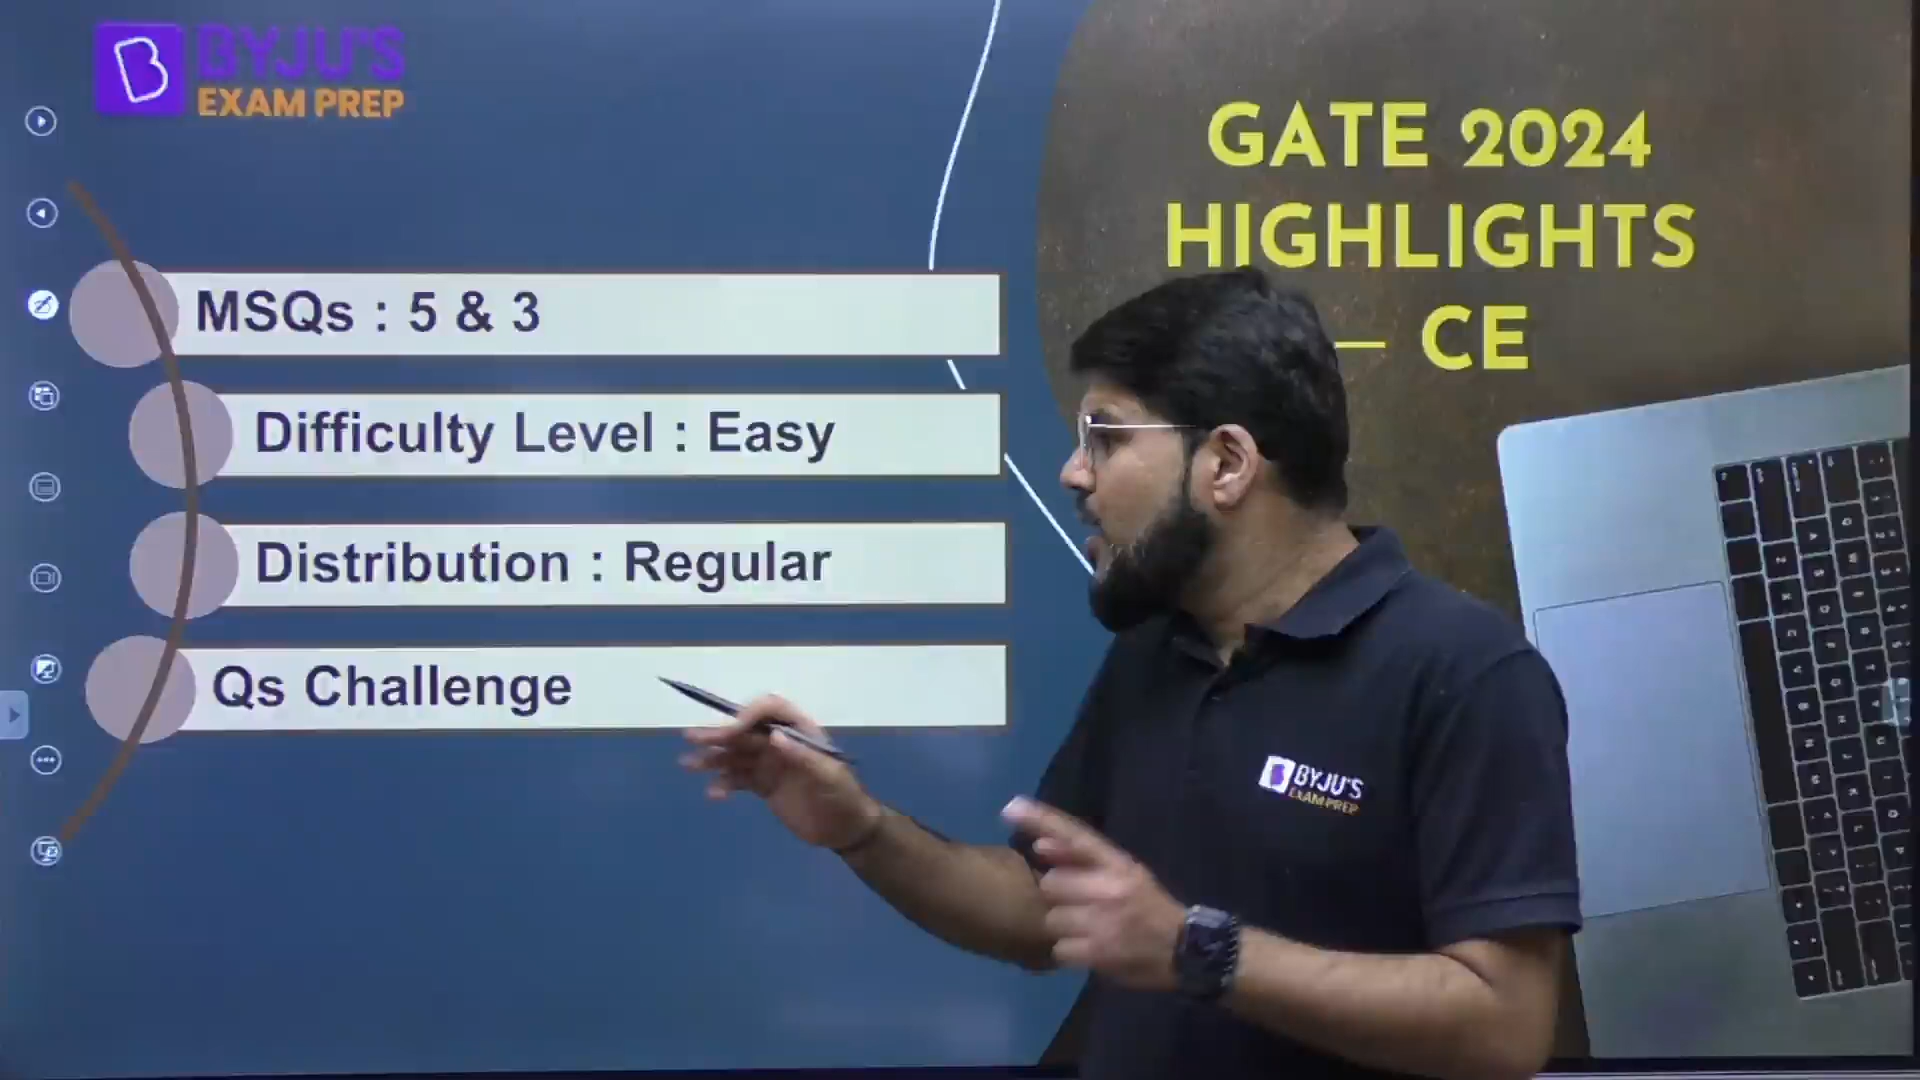 BYJU'S
EXAM PREP
GATE 2024
HIGHLIGHTS
— CE
MSQs : 5 & 3
Difficulty Level : Easy
Distribution : Regular
Qs Challenge
BYJU'S
EXAM PREP